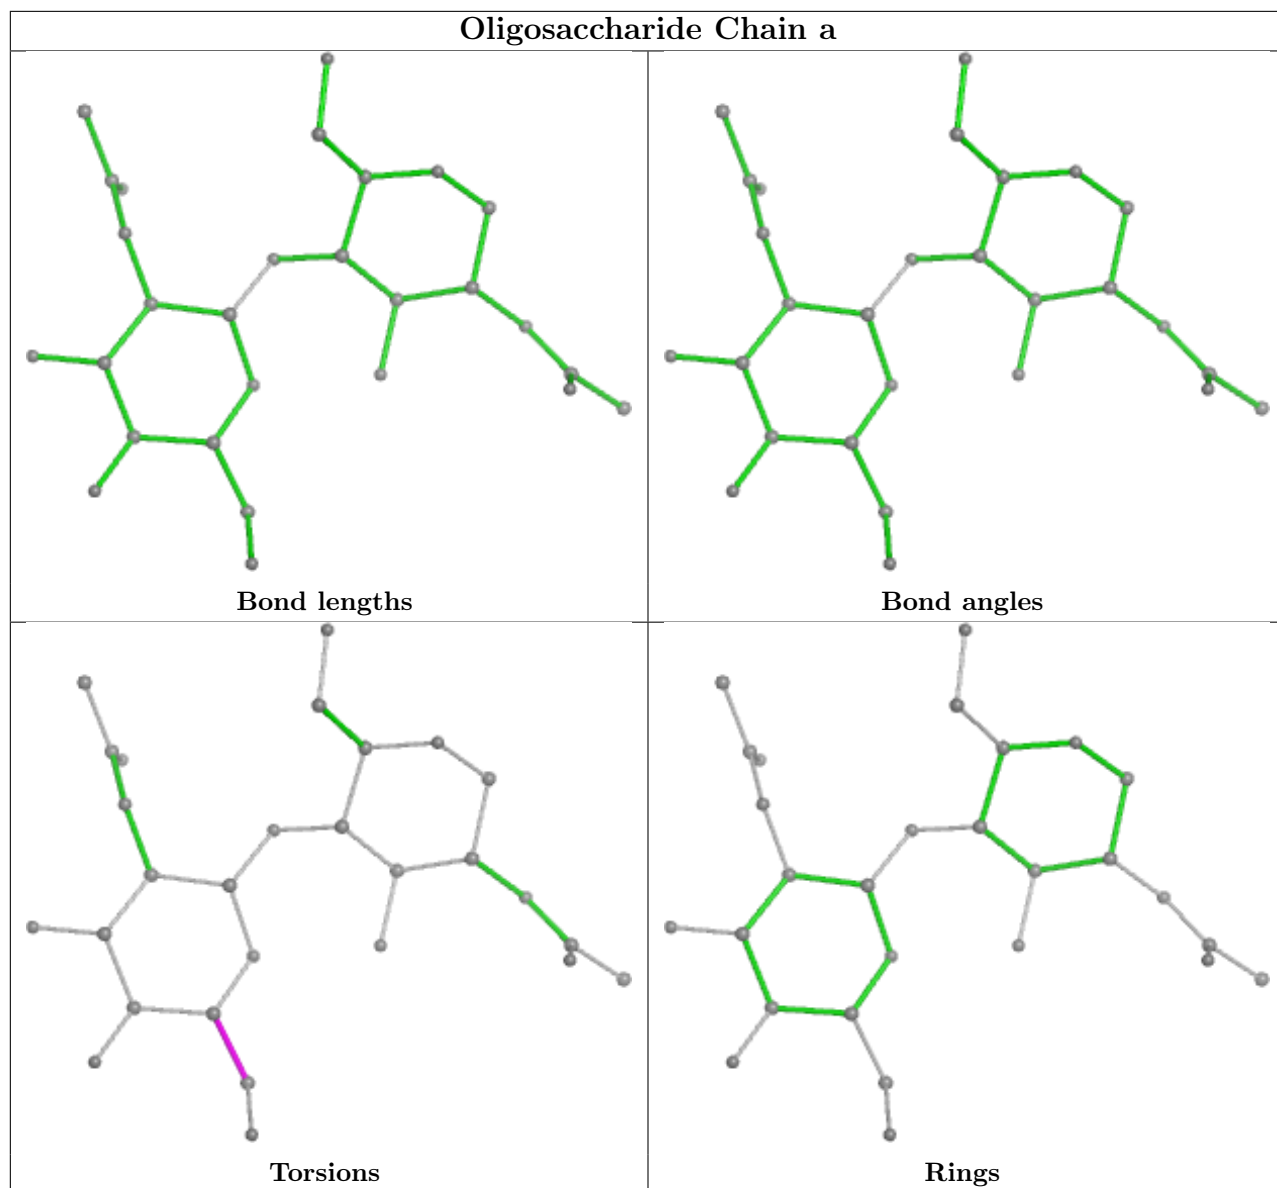 Oligosaccharide Chain a
Bond lengths
Bond angles
Torsions
Rings